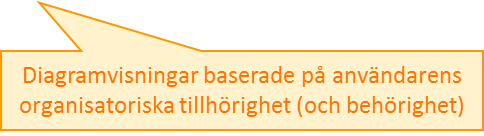 Diagramvisningar baserade på användarens
organisatoriska tillhörighet (och behörighet)